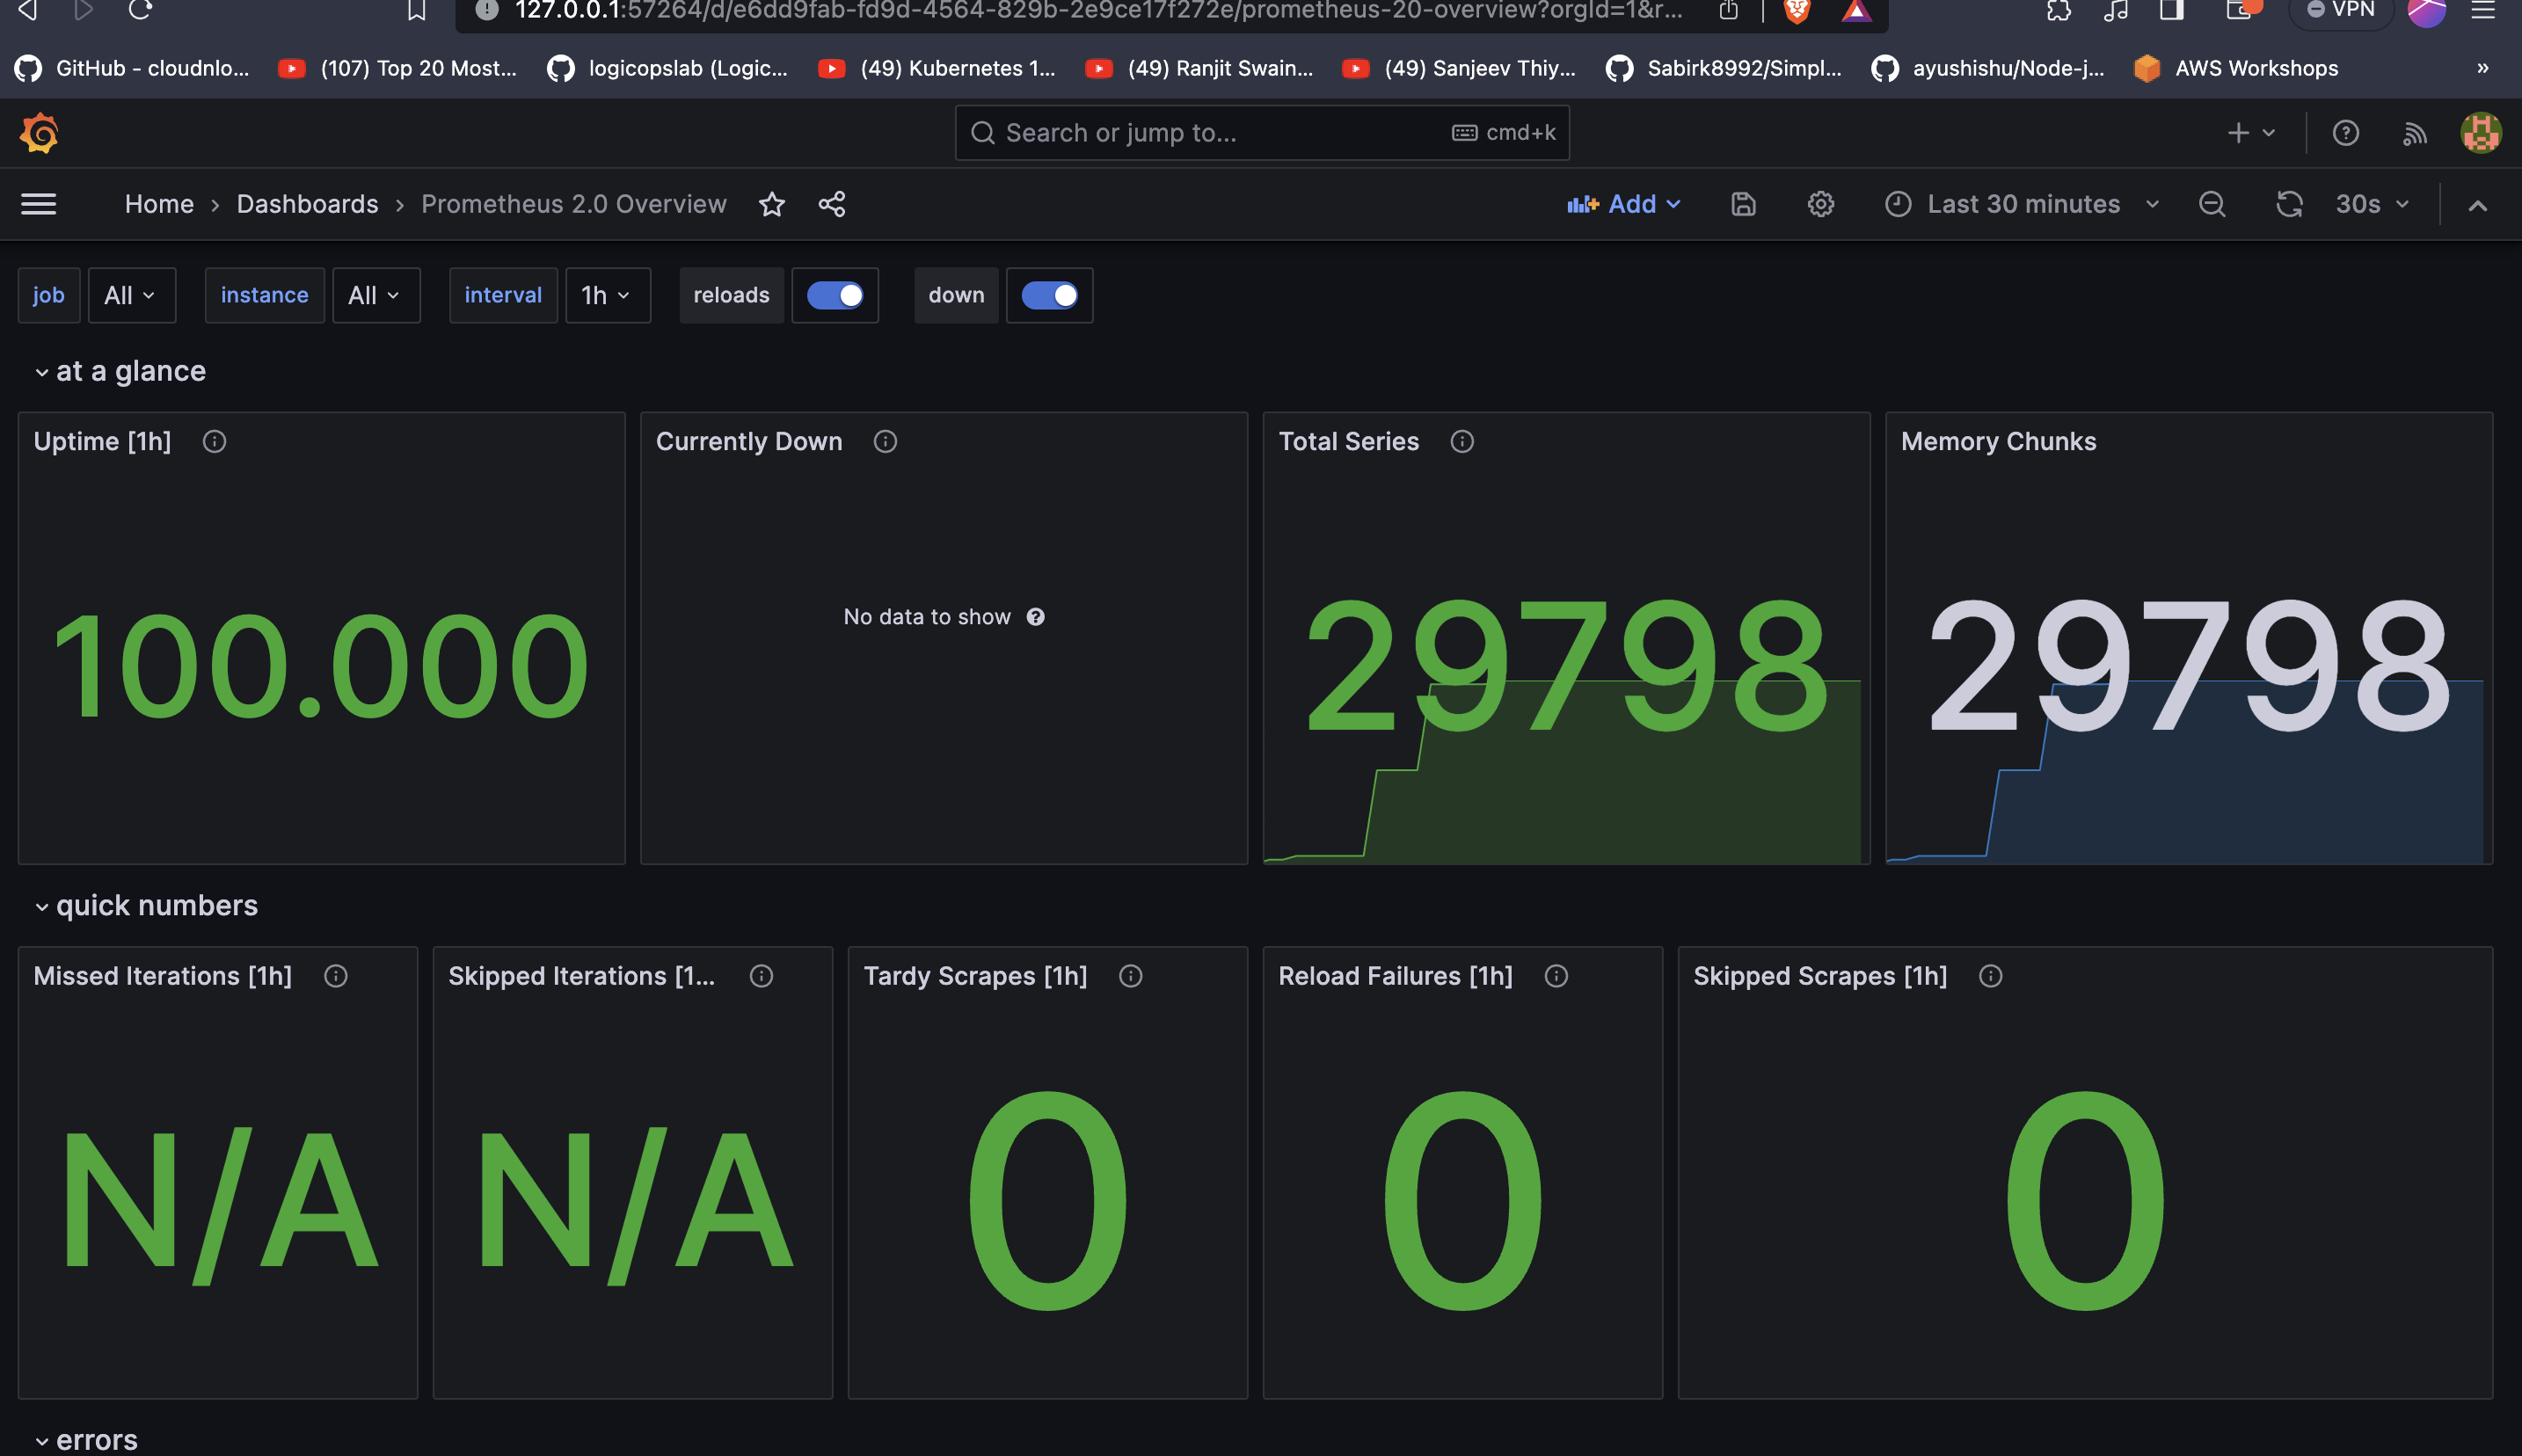 127.0.0.1:57264/d/e6dd9fab-fd9d-4564-829b-2e9ce17f272e/prometheus-20-overview?orgId=1&r...
VPN
GitHub - cloudnlo...
(107) Top 20 Most...
logicopslab (Logic...
(49) Kubernetes 1...
(49) Ranjit Swain...
(49) Sanjeev Thiy...
Sabirk8992/Simpl...
ayushishu/Node-j...
AWS Workshops
»
Search or jump to...
cmd+k
Home › Dashboards › Prometheus 2.0 Overview
Add
Last 30 minutes
30s
job
All
instance
All
interval
1h
reloads
down
at a glance
Uptime [1h]
100.000
Currently Down
No data to show
Total Series
29798
Memory Chunks
29798
quick numbers
Missed Iterations [1h]
N/A
Skipped Iterations [1...
N/A
Tardy Scrapes [1h]
0
Reload Failures [1h]
0
Skipped Scrapes [1h]
0
errors